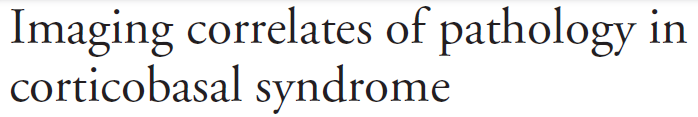 Imaging correlates of pathology in
corticobasal syndrome